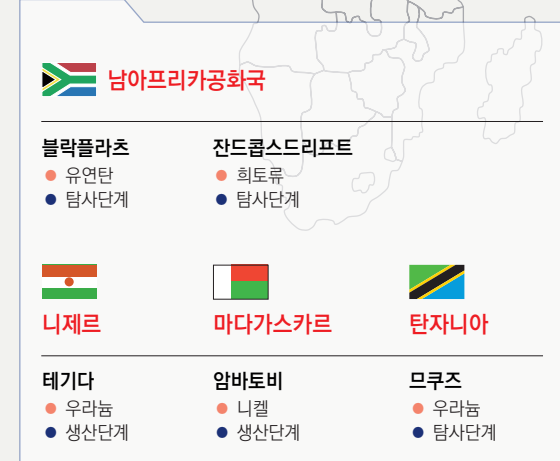 남아프리카공화국
블락플라츠
유연탄
탐사단계
잔드콥스드리프트
희토류
탐사단계
니제르
테기다
우라늄
생산단계
마다가스카르
암바토비
니켈
생산단계
탄자니아
므쿠즈
우라늄
탐사단계